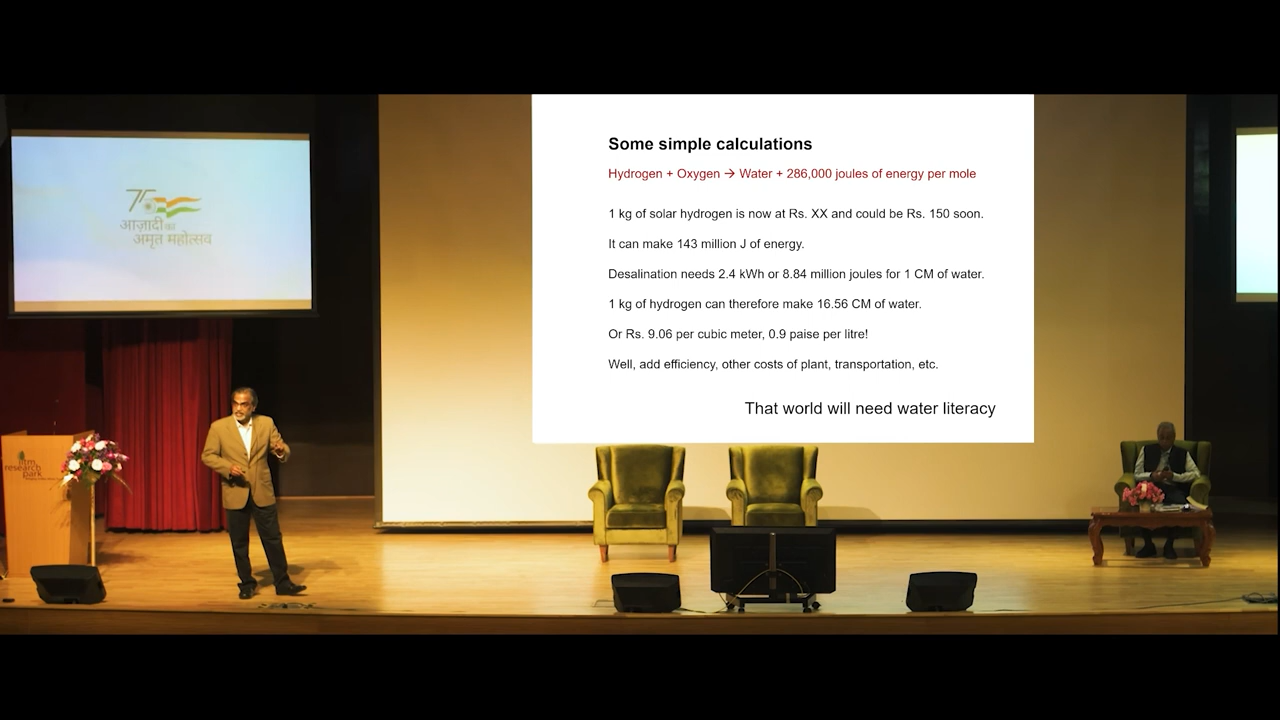 75
आज़ादी का
अमृत महोत्सव
Some simple calculations
Hydrogen + Oxygen → Water + 286,000 joules of energy per mole
1 kg of solar hydrogen is now at Rs. XX and could be Rs. 150 soon.
It can make 143 million J of energy.
Desalination needs 2.4 kWh or 8.84 million joules for 1 CM of water.
1 kg of hydrogen can therefore make 16.56 CM of water.
Or Rs. 9.06 per cubic meter, 0.9 paise per litre!
Well, add efficiency, other costs of plant, transportation, etc.
That world will need water literacy
iitm
research
park